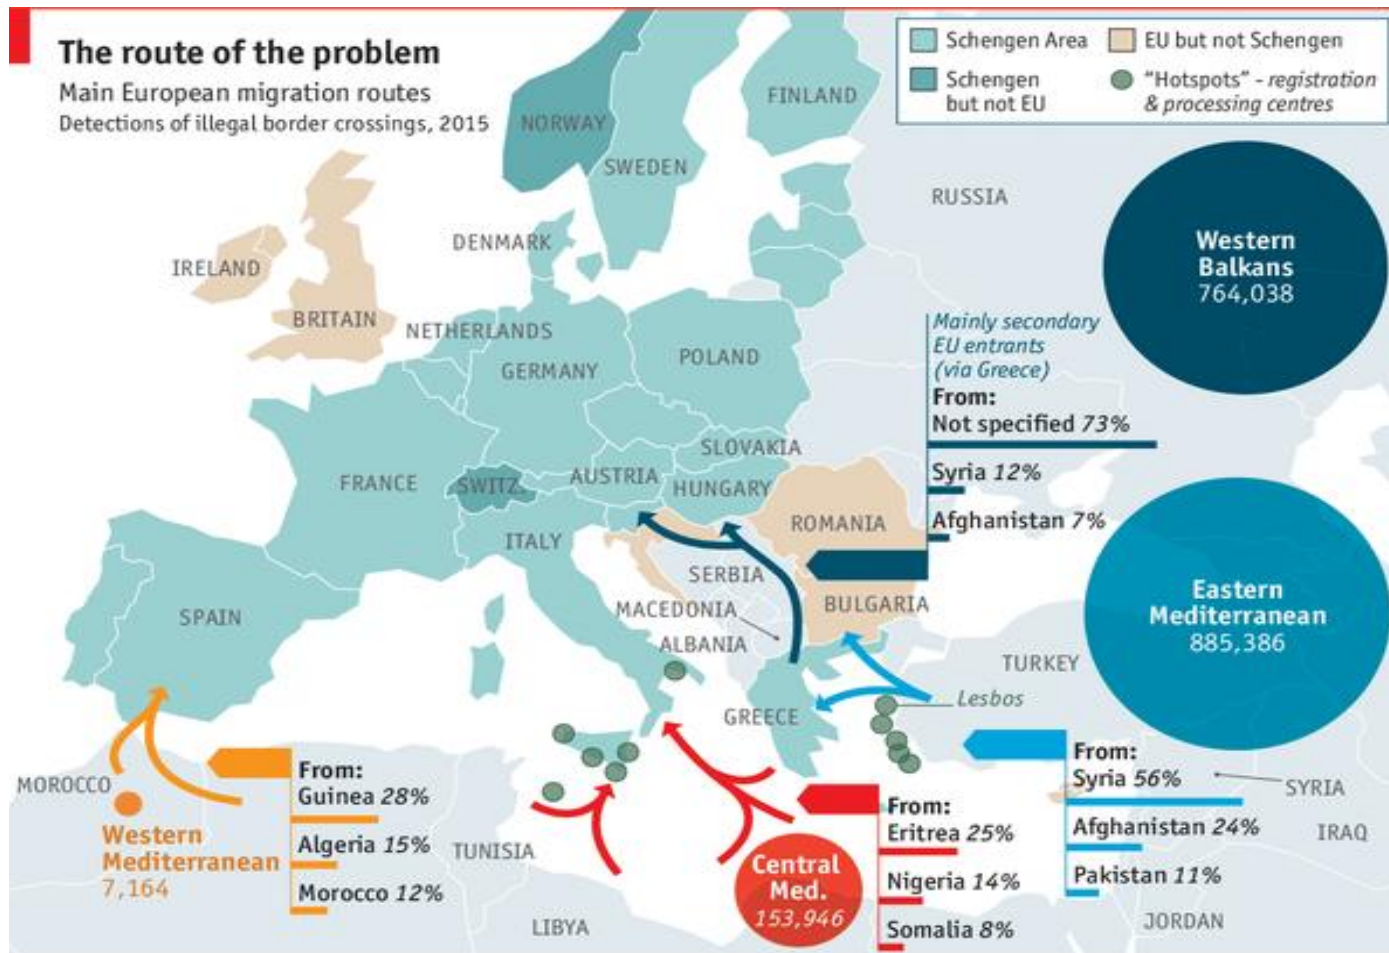 The route of the problem
Main European migration routes
Detections of illegal border crossings, 2015
Schengen Area
EU but not Schengen
Schengen
but not EU
“Hotspots” - registration
& processing centres
FINLAND
NORWAY
SWEDEN
RUSSIA
DENMARK
IRELAND
BRITAIN
NETHERLANDS
GERMANY
POLAND
SLOVAKIA
FRANCE
SWITZ.
AUSTRIA
HUNGARY
ROMANIA
ITALY
SERBIA
MACEDONIA
BULGARIA
ALBANIA
SPAIN
GREECE
TURKEY
Lesbos
MOROCCO
TUNISIA
LIBYA
SYRIA
IRAQ
JORDAN
Western
Balkans
764,038
Mainly secondary
EU entrants
(via Greece)
From:
Not specified 73%
Syria 12%
Afghanistan 7%
Eastern
Mediterranean
885,386
From:
Syria 56%
Afghanistan 24%
Pakistan 11%
Central
Med.
153,946
From:
Eritrea 25%
Nigeria 14%
Somalia 8%
Western
Mediterranean
7,164
From:
Guinea 28%
Algeria 15%
Morocco 12%